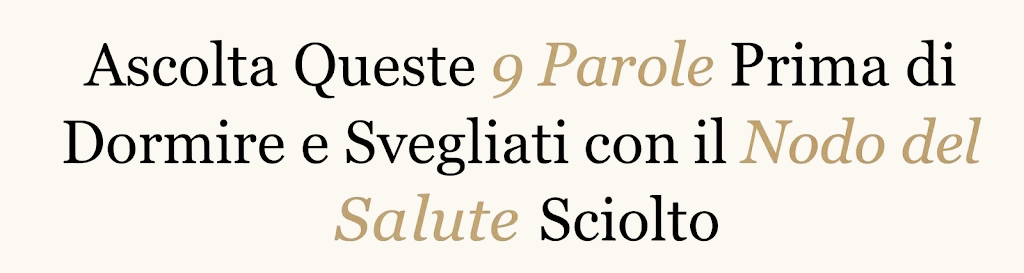 Ascolta Queste 9 Parole Prima di
Dormire e Svegliati con il Nodo del
Salute Sciolto